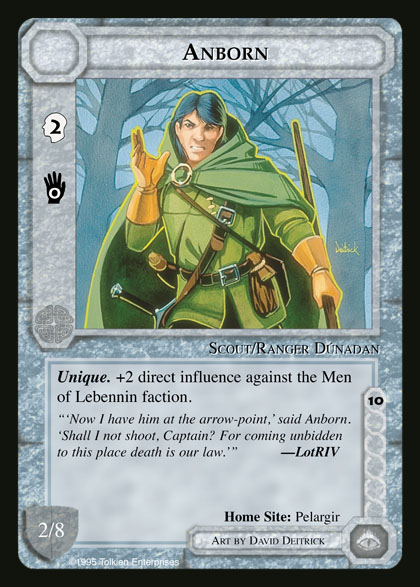 ANBORN
2
Deitrick
SCOUT/RANGER DÚNADAN
Unique. +2 direct influence against the Men
of Lebennin faction.
10
“‘Now I have him at the arrow-point,’ said Anborn.
‘Shall I not shoot, Captain? For coming unbidden
to this place death is our law.’” —LotRIV
Home Site: Pelargir
2/8
ART BY DAVID DEITRICK
©1995 Tolkien Enterprises